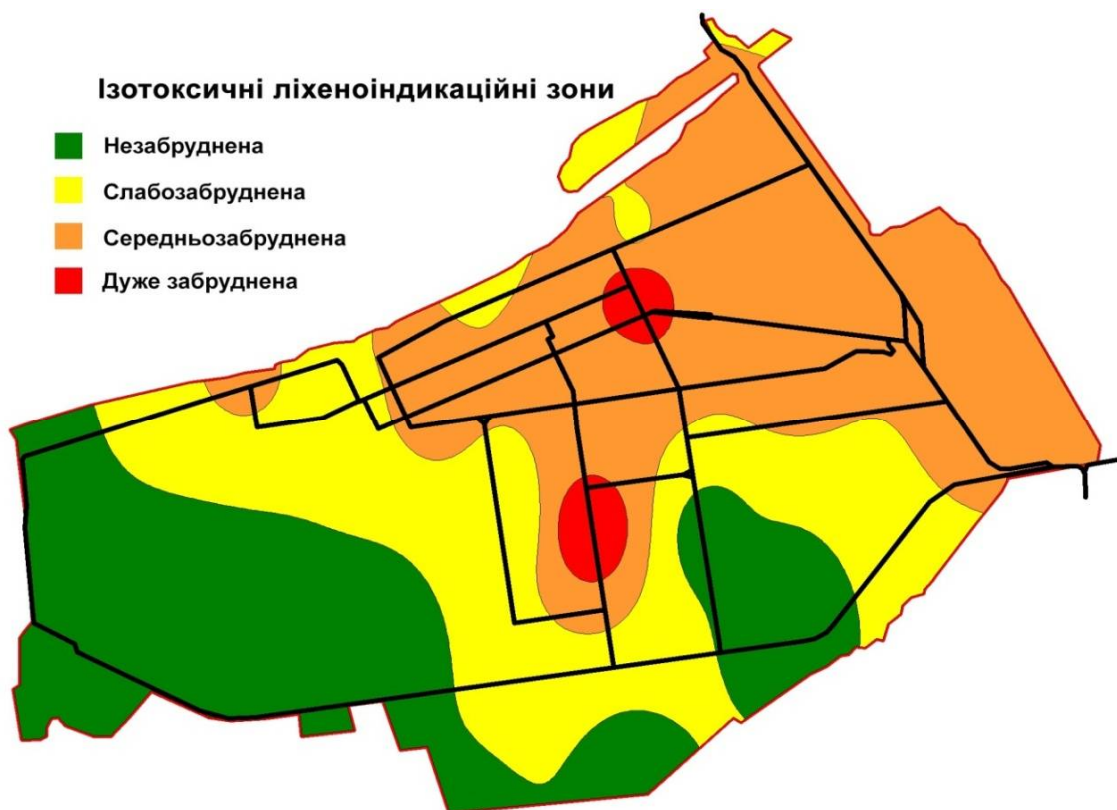 Ізотоксичні ліхеноіндикаційні зони
Незабруднена
Слабозабруднена
Середньозабруднена
Дуже забруднена